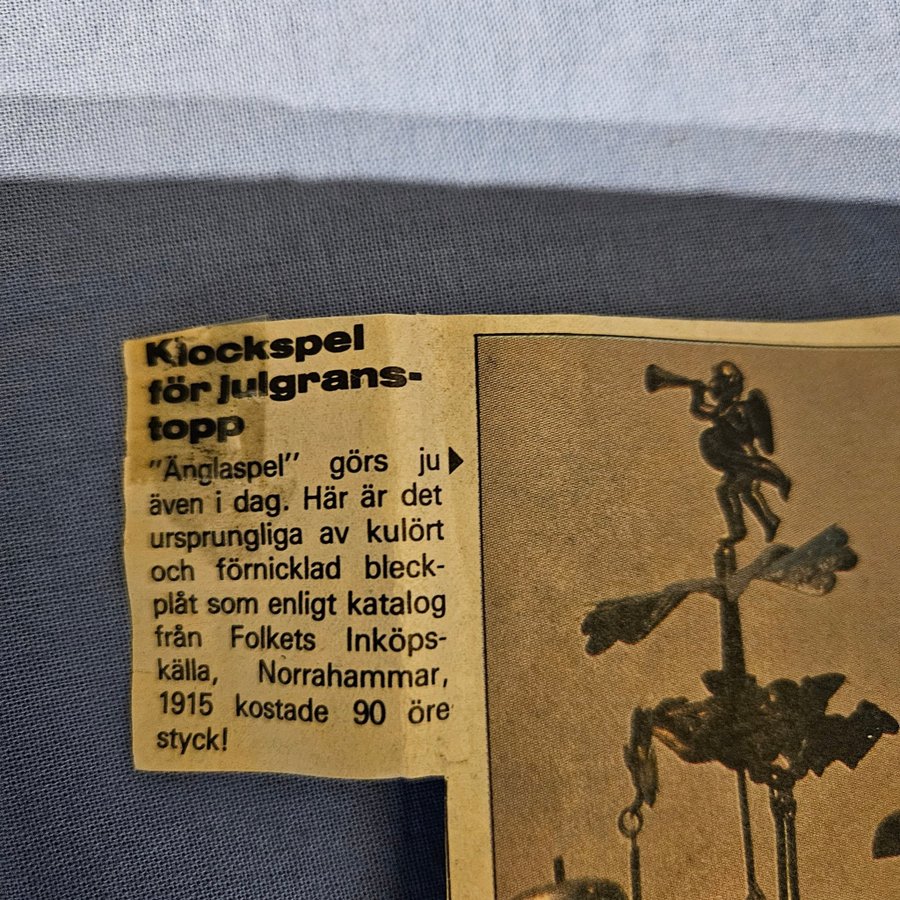 Klockspel
för julgrans-
topp
"Änglaspel" görs ju
även i dag. Här är det
ursprungliga av kulört
och förnicklad bleck-
plåt som enligt katalog
från Folkets Inköps-
källa, Norrahammar,
1915 kostade 90 öre
styck!